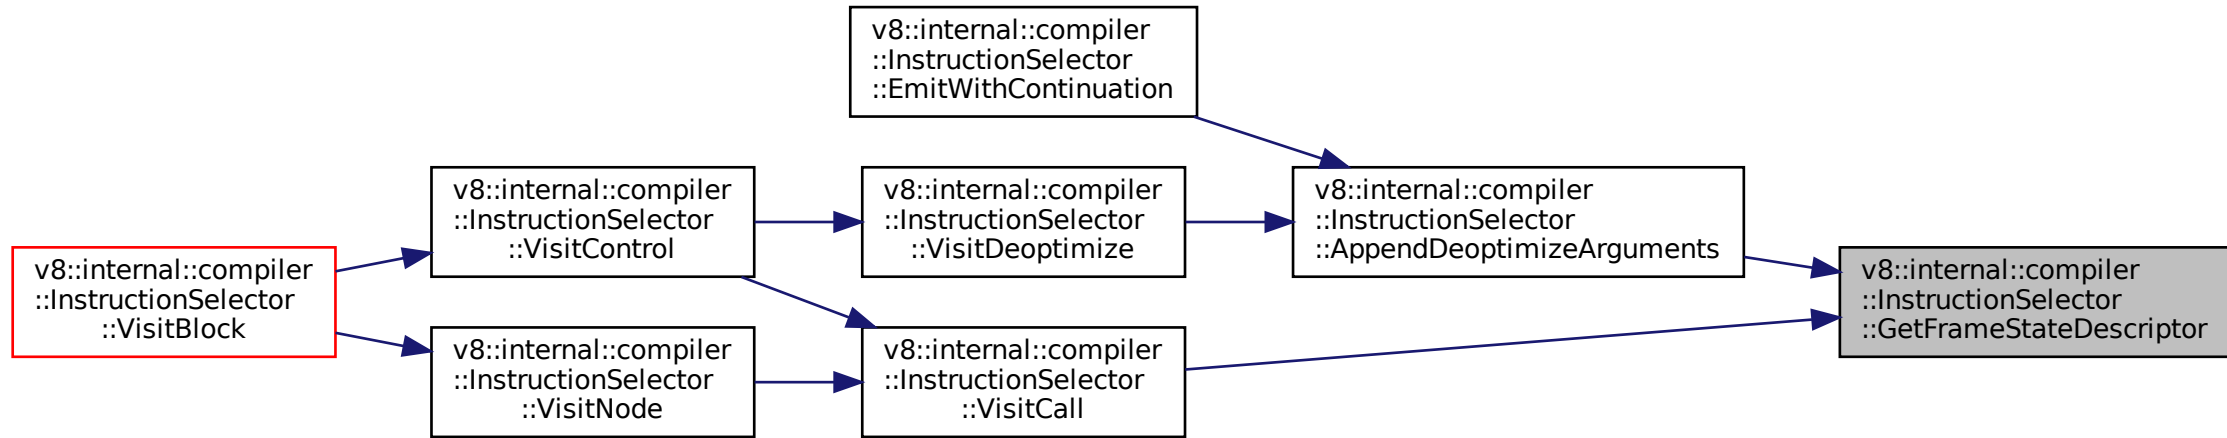 v8::internal::compiler
::InstructionSelector
::EmitWithContinuation
v8::internal::compiler
::InstructionSelector
::VisitControl
v8::internal::compiler
::InstructionSelector
::VisitDeoptimize
v8::internal::compiler
::InstructionSelector
::AppendDeoptimizeArguments
v8::internal::compiler
::InstructionSelector
::VisitBlock
v8::internal::compiler
::InstructionSelector
::GetFrameStateDescriptor
v8::internal::compiler
::InstructionSelector
::VisitNode
v8::internal::compiler
::InstructionSelector
::VisitCall